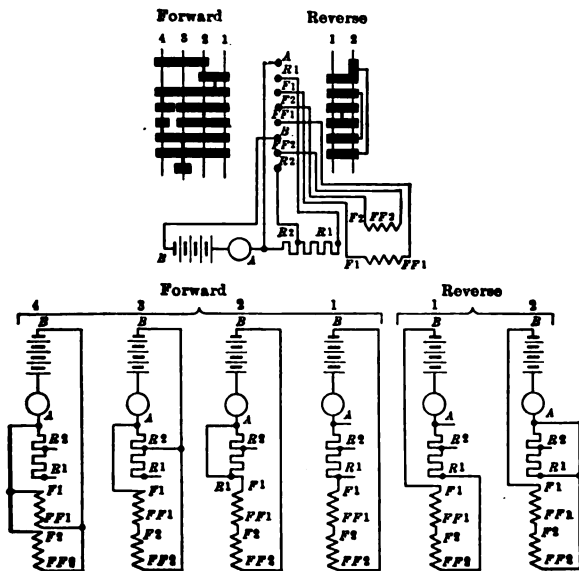 Forward Reverse
4 3 2 1 1 2
A
R1
F1
F2
FF1
B
FF2
R2
F2 FF2
R2 R1
B A
F1 FF1
Forward Reverse
4 3 2 1 1 2
B B B B B B
A A A A A A
R2 R2 R2 R2 R2 R2
R1 R1 R1 R1 R1 R1
F1 F1 F1 F1 F1 F1
FF1 FF1 FF1 FF1 FF1 FF1
F2 F2 F2 F2 F2 F2
FF2 FF2 FF2 FF2 FF2 FF2